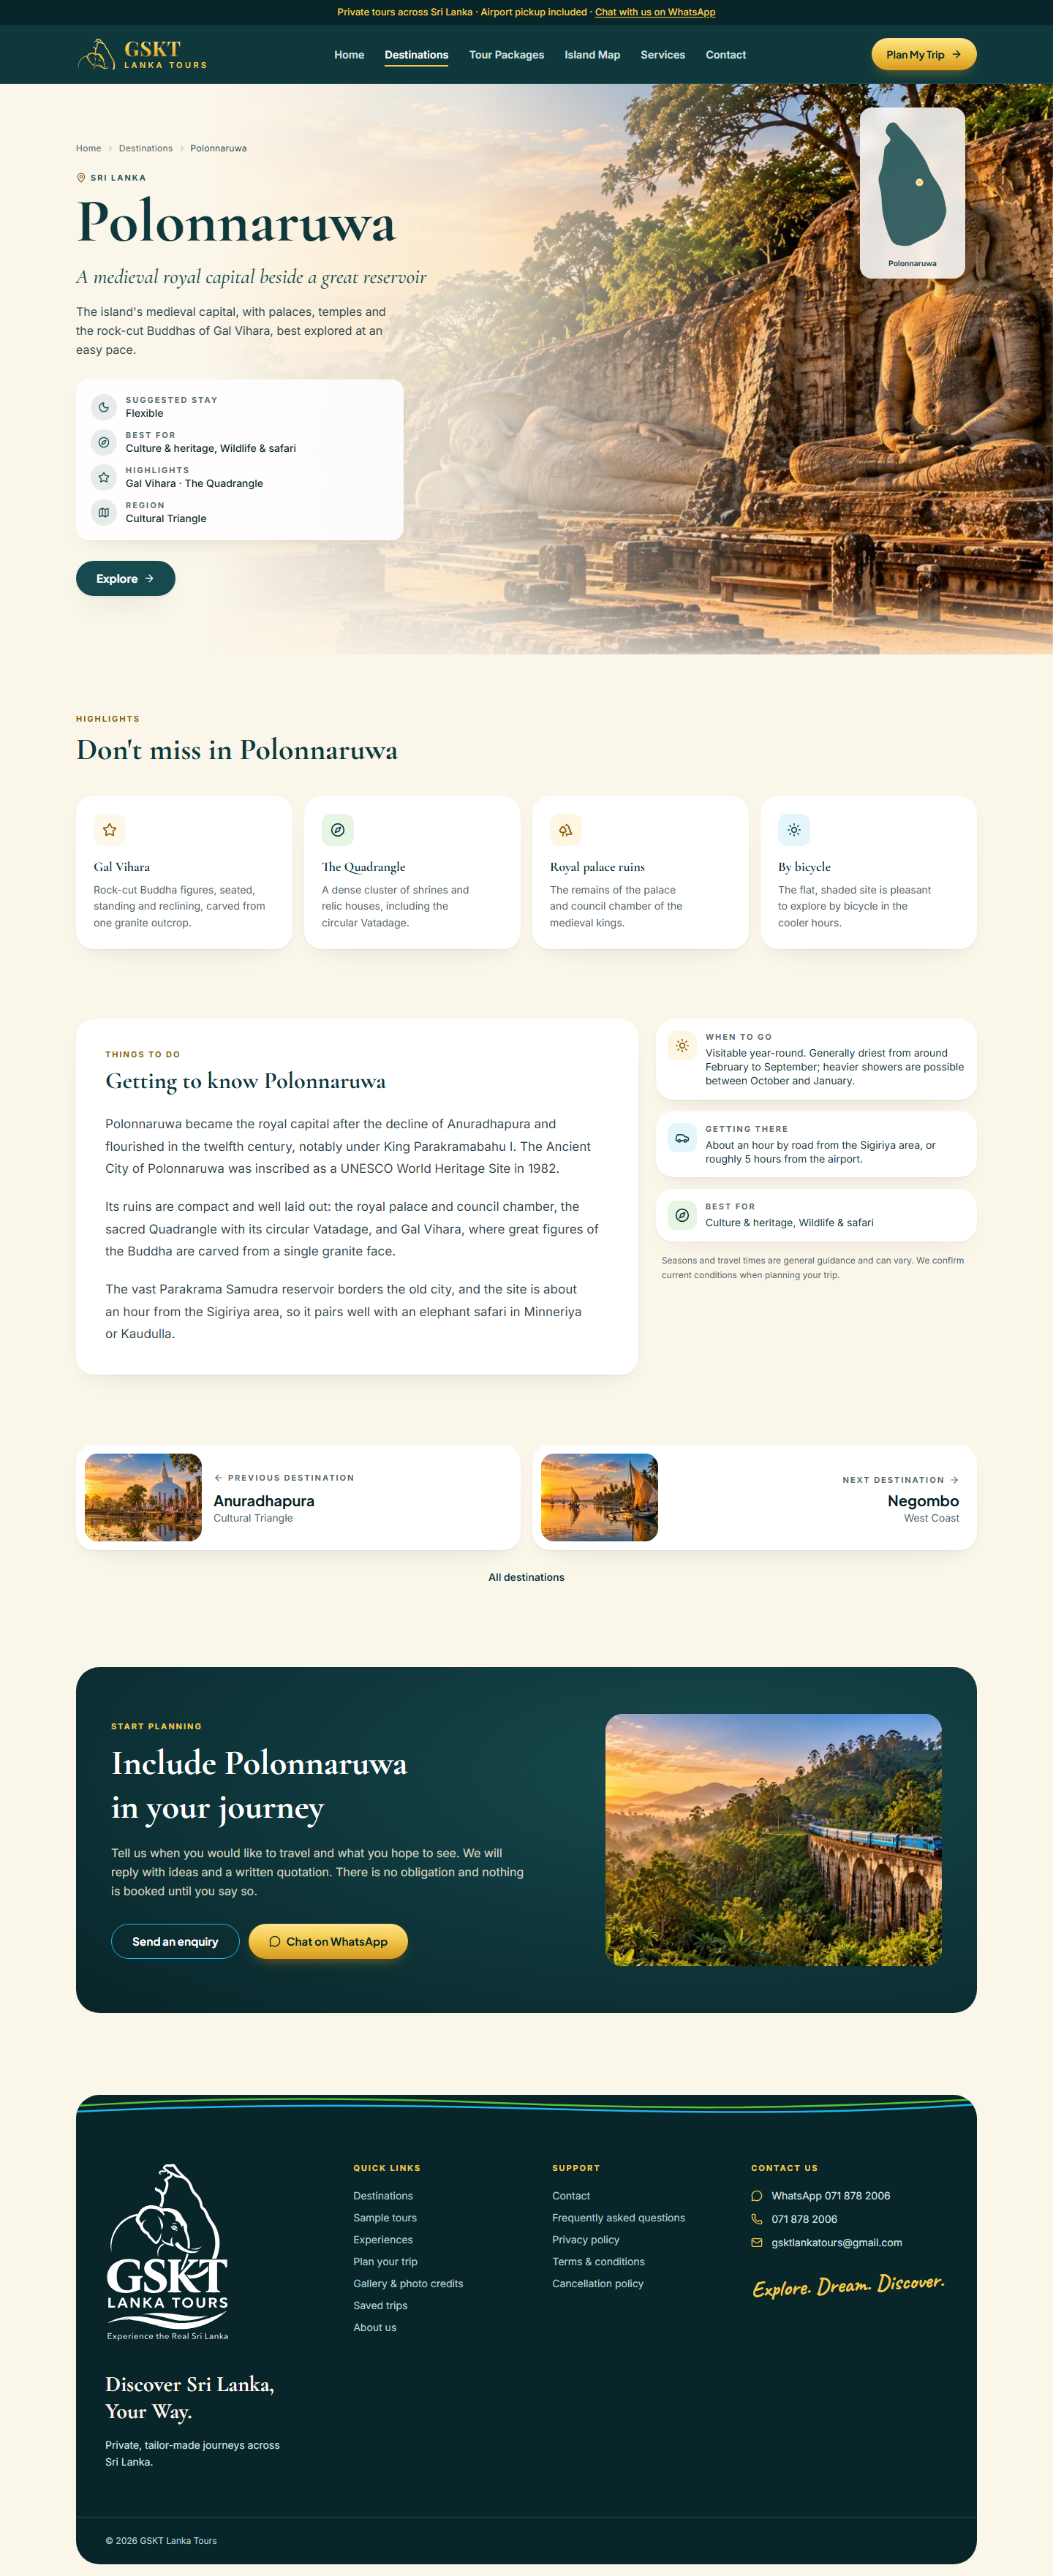 Private tours across Sri Lanka · Airport pickup included · Chat with us on WhatsApp
GSKT
LANKA TOURS
Home
Destinations
Tour Packages
Island Map
Services
Contact
Plan My Trip
Home
Destinations
Polonnaruwa
SRI LANKA
Polonnaruwa
A medieval royal capital beside a great reservoir
The island's medieval capital, with palaces, temples and
the rock-cut Buddhas of Gal Vihara, best explored at an
easy pace.
Polonnaruwa
SUGGESTED STAY
Flexible
BEST FOR
Culture & heritage, Wildlife & safari
HIGHLIGHTS
Gal Vihara · The Quadrangle
REGION
Cultural Triangle
Explore
HIGHLIGHTS
Don't miss in Polonnaruwa
Gal Vihara
Rock-cut Buddha figures, seated,
standing and reclining, carved from
one granite outcrop.
The Quadrangle
A dense cluster of shrines and
relic houses, including the
circular Vatadage.
Royal palace ruins
The remains of the palace
and council chamber of the
medieval kings.
By bicycle
The flat, shaded site is pleasant
to explore by bicycle in the
cooler hours.
THINGS TO DO
Getting to know Polonnaruwa
Polonnaruwa became the royal capital after the decline of Anuradhapura and
flourished in the twelfth century, notably under King Parakramabahu I. The Ancient
City of Polonnaruwa was inscribed as a UNESCO World Heritage Site in 1982.
Its ruins are compact and well laid out: the royal palace and council chamber, the
sacred Quadrangle with its circular Vatadage, and Gal Vihara, where great figures of
the Buddha are carved from a single granite face.
The vast Parakrama Samudra reservoir borders the old city, and the site is about
an hour from the Sigiriya area, so it pairs well with an elephant safari in Minneriya
or Kaudulla.
WHEN TO GO
Visitable year-round. Generally driest from around
February to September; heavier showers are possible
between October and January.
GETTING THERE
About an hour by road from the Sigiriya area, or
roughly 5 hours from the airport.
BEST FOR
Culture & heritage, Wildlife & safari
Seasons and travel times are general guidance and can vary. We confirm
current conditions when planning your trip.
PREVIOUS DESTINATION
Anuradhapura
Cultural Triangle
NEXT DESTINATION
Negombo
West Coast
All destinations
START PLANNING
Include Polonnaruwa
in your journey
Tell us when you would like to travel and what you hope to see. We will
reply with ideas and a written quotation. There is no obligation and nothing
is booked until you say so.
Send an enquiry
Chat on WhatsApp
GSKT
LANKA TOURS
Experience the Real Sri Lanka
Discover Sri Lanka,
Your Way.
Private, tailor-made journeys across
Sri Lanka.
QUICK LINKS
Destinations
Sample tours
Experiences
Plan your trip
Gallery & photo credits
Saved trips
About us
SUPPORT
Contact
Frequently asked questions
Privacy policy
Terms & conditions
Cancellation policy
CONTACT US
WhatsApp 071 878 2006
071 878 2006
gsktlankatours@gmail.com
Explore. Dream. Discover.
© 2026 GSKT Lanka Tours